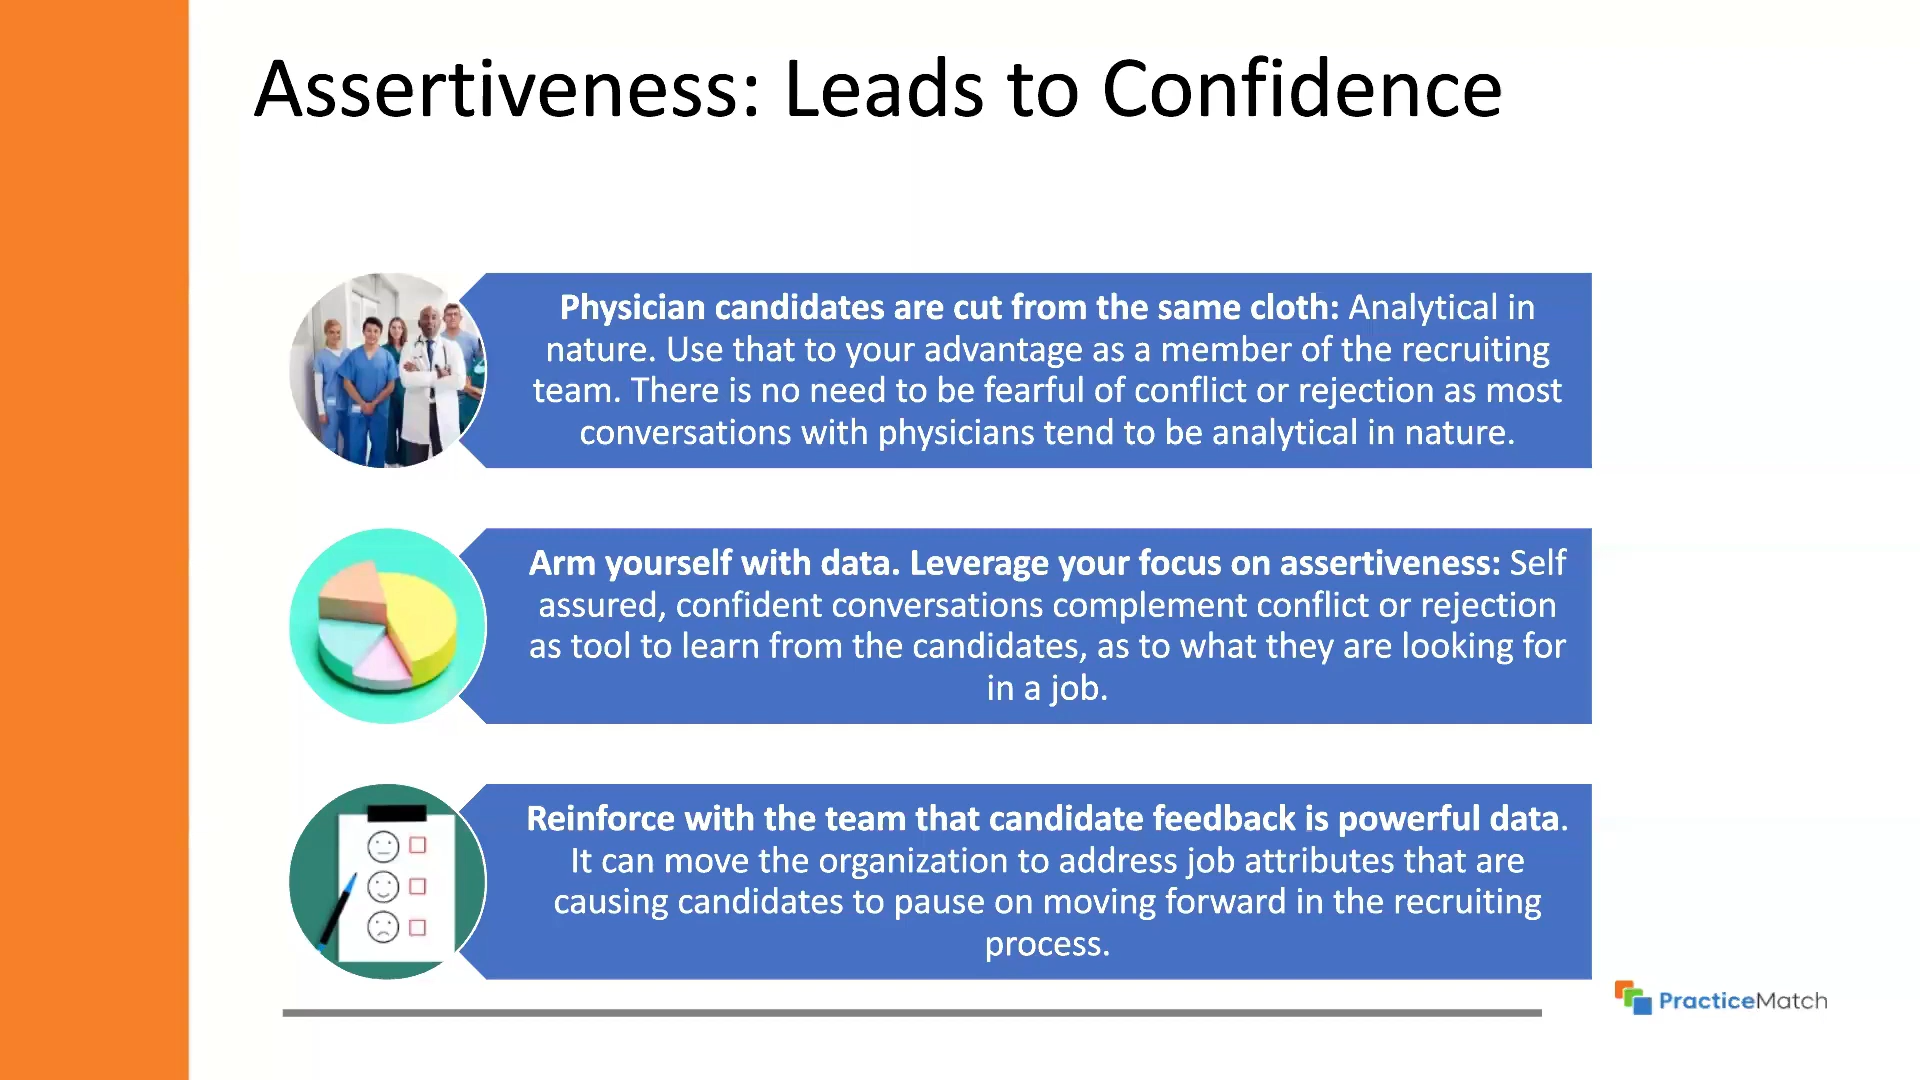 Assertiveness: Leads to Confidence
Physician candidates are cut from the same cloth: Analytical in
nature. Use that to your advantage as a member of the recruiting
team. There is no need to be fearful of conflict or rejection as most
conversations with physicians tend to be analytical in nature.
Arm yourself with data. Leverage your focus on assertiveness: Self
assured, confident conversations complement conflict or rejection
as tool to learn from the candidates, as to what they are looking for
in a job.
Reinforce with the team that candidate feedback is powerful data.
It can move the organization to address job attributes that are
causing candidates to pause on moving forward in the recruiting
process.
PracticeMatch